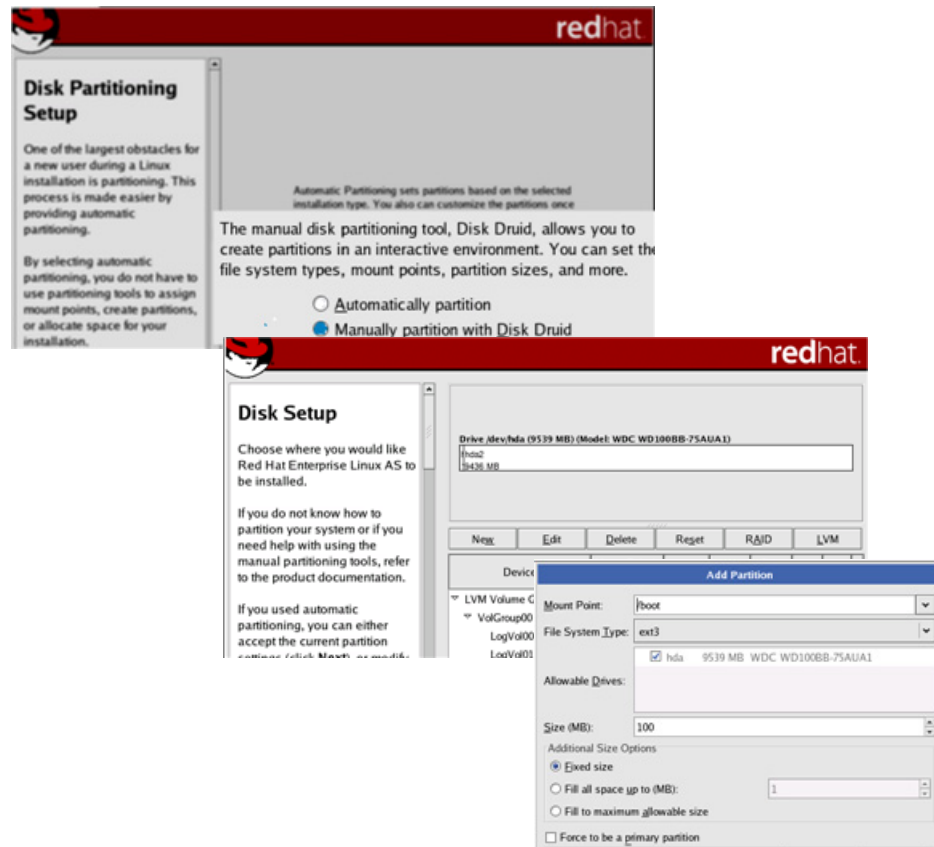 redhat.
Disk Partitioning
Setup
One of the largest obstacles for
a new user during a Linux
installation is partitioning. This
process is made easier by
providing automatic
partitioning.
By selecting automatic
partitioning, you do not have to
use partitioning tools to assign
mount points, create partitions,
or allocate space for your
installation.
Automatic Partitioning sets partitions based on the selected
installation type. You also can customize the partitions once
The manual disk partitioning tool, Disk Druid, allows you to
create partitions in an interactive environment. You can set the
file system types, mount points, partition sizes, and more.
Automatically partition
Manually partition with Disk Druid
redhat.
Disk Setup
Choose where you would like
Red Hat Enterprise Linux AS to
be installed.
If you do not know how to
partition your system or if you
need help with using the
manual partitioning tools, refer
to the product documentation.
If you used automatic
partitioning, you can either
accept the current partition
settings (click Next), or modify
Drive /dev/hda (9539 MB) (Model: WDC WD100BB-75AUA1)
hda2
9436 MB
New Edit Delete Reset RAID LVM
Device
LVM Volume G
VolGroup00
LogVol00
LogVol01
Add Partition
Mount Point: /boot
File System Type: ext3
Allowable Drives:
hda 9539 MB WDC WD100BB-75AUA1
Size (MB): 100
Additional Size Options
Fixed size
Fill all space up to (MB): 1
Fill to maximum allowable size
Force to be a primary partition